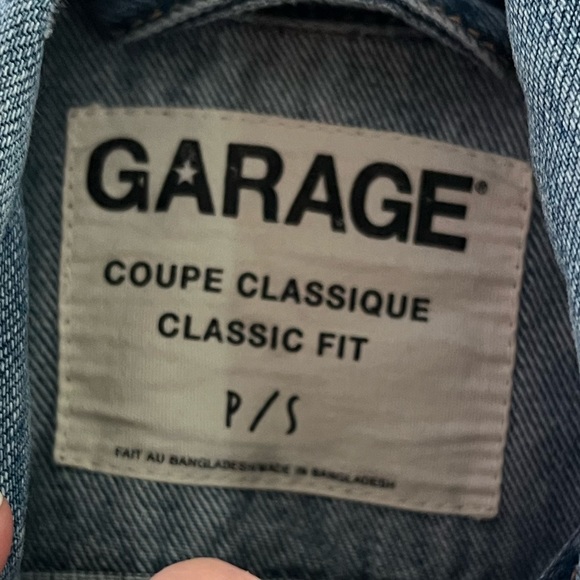 GARAGE®
COUPE CLASSIQUE
CLASSIC FIT
P/S
FAIT AU BANGLADESH MADE IN BANGLADESH